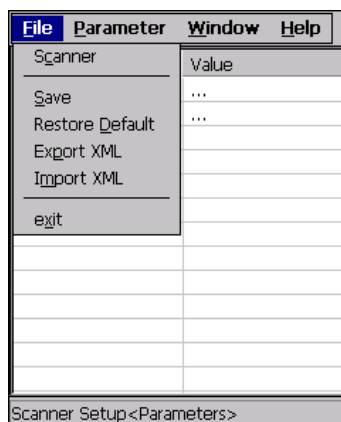 File Parameter Window Help
Scanner
Value
Save
...
Restore Default
...
Export XML
Import XML
exit
Scanner Setup<Parameters>